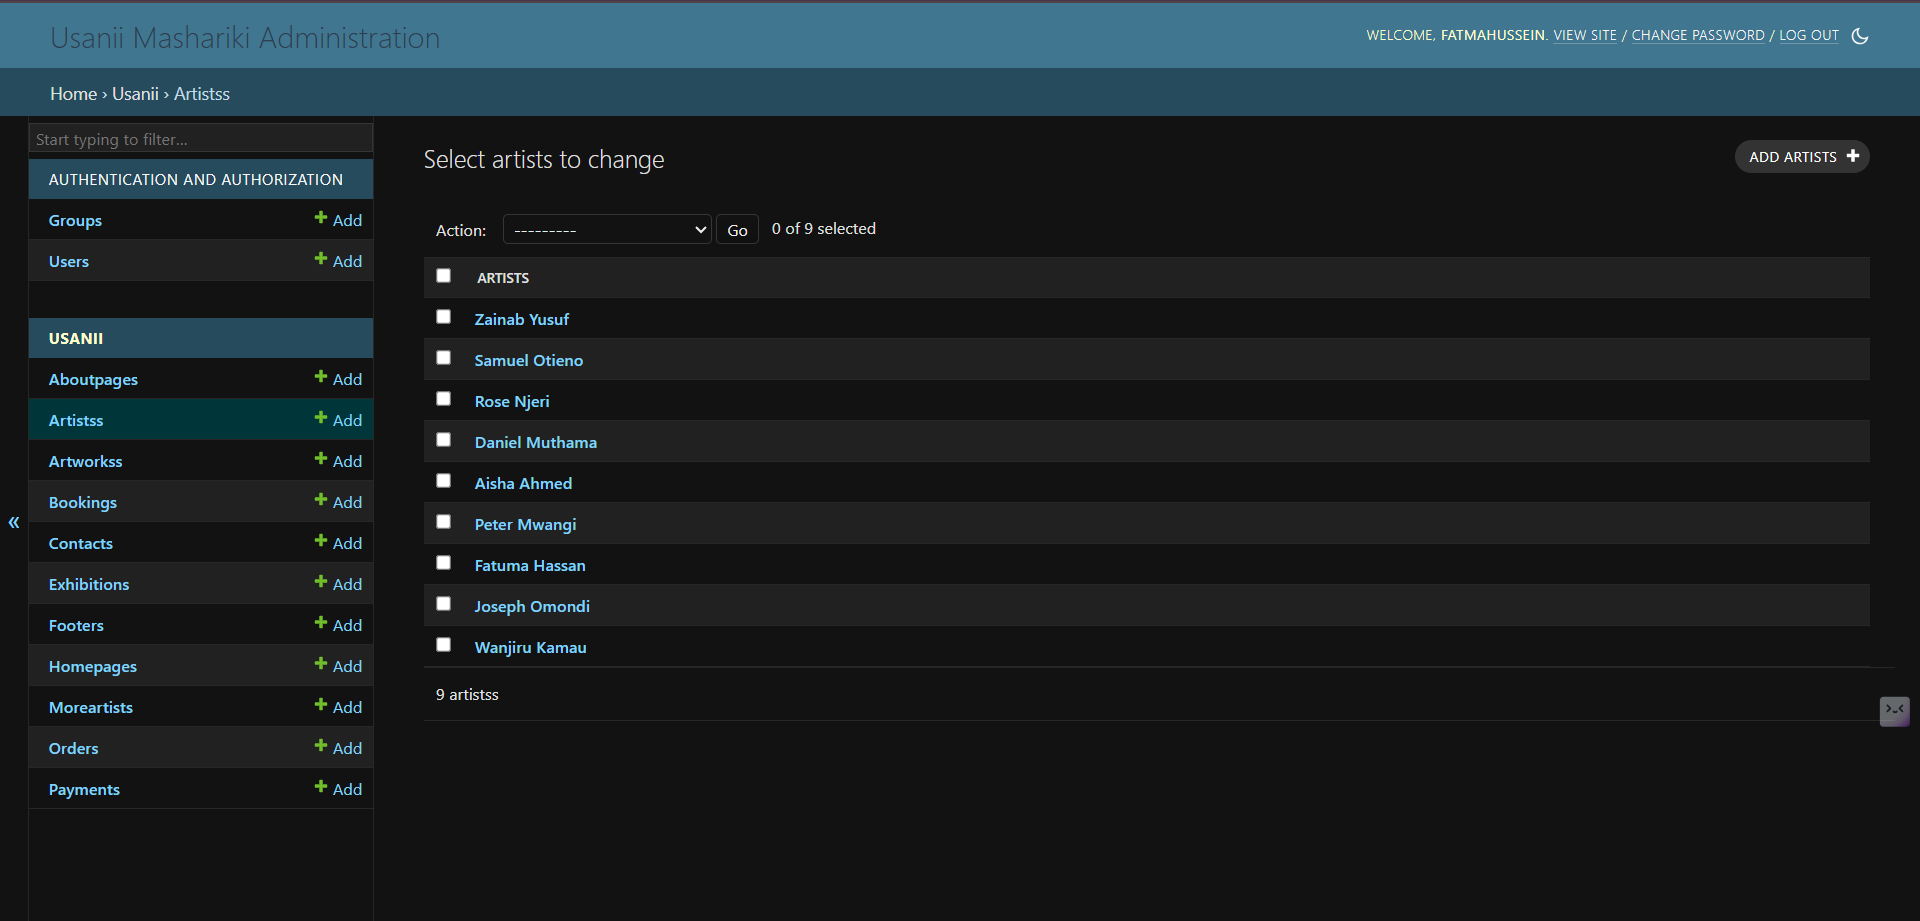 Usanii Mashariki Administration
WELCOME, FATMAHUSSEIN. VIEW SITE / CHANGE PASSWORD / LOG OUT
Home › Usanii › Artistss
Start typing to filter...
AUTHENTICATION AND AUTHORIZATION
Groups Add
Users Add
USANII
Aboutpages Add
Artistss Add
Artworkss Add
Bookings Add
Contacts Add
Exhibitions Add
Footers Add
Homepages Add
Moreartists Add
Orders Add
Payments Add
«
Select artists to change
ADD ARTISTS
Action: --------- Go 0 of 9 selected
ARTISTS
Zainab Yusuf
Samuel Otieno
Rose Njeri
Daniel Muthama
Aisha Ahmed
Peter Mwangi
Fatuma Hassan
Joseph Omondi
Wanjiru Kamau
9 artistss